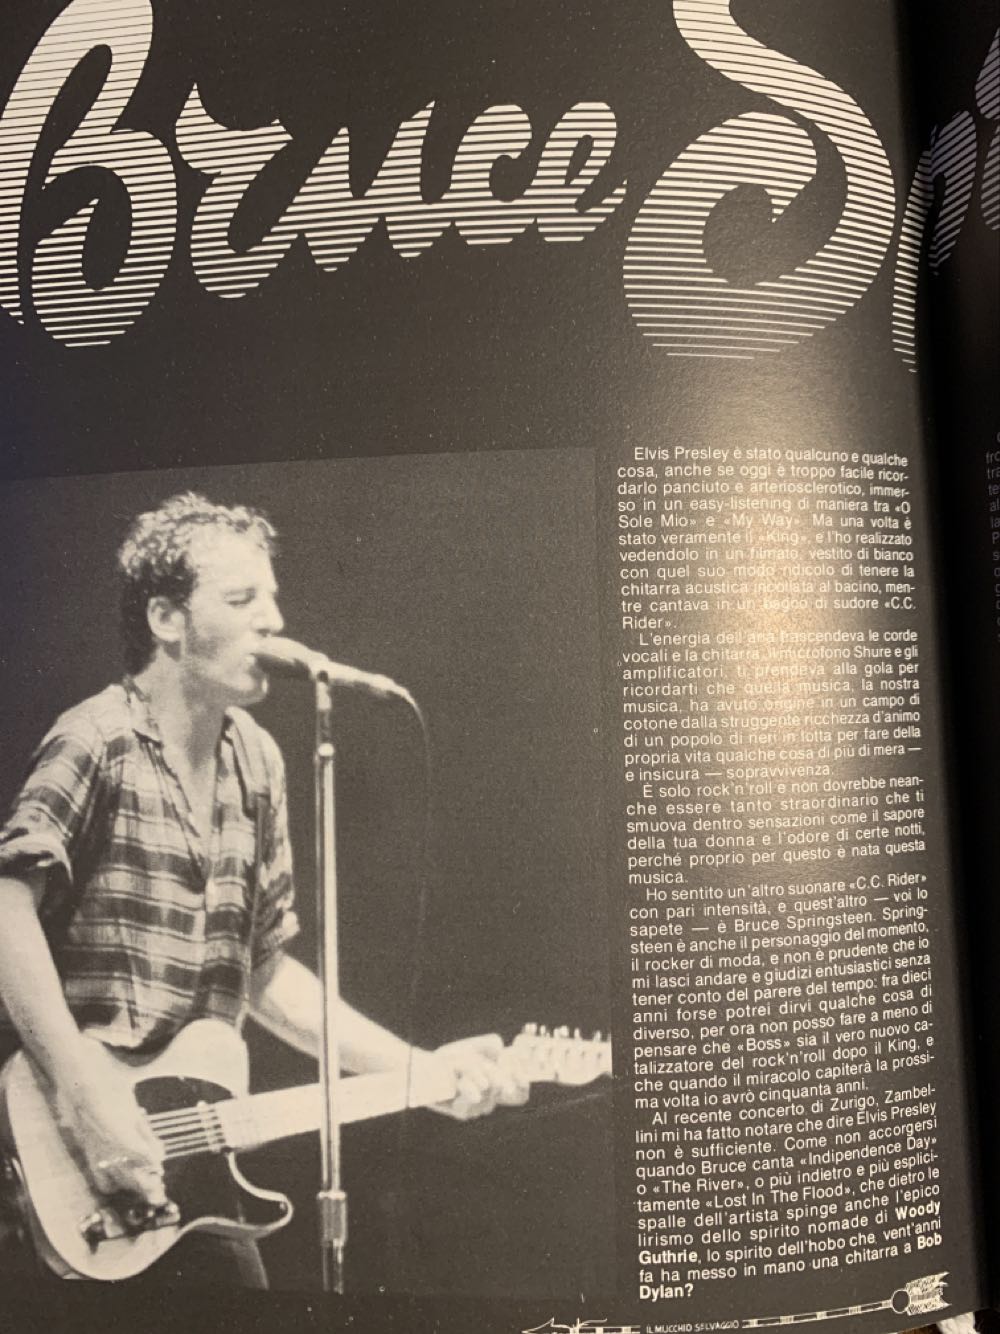 Bruce Sp
Elvis Presley è stato qualcuno e qualche
cosa, anche se oggi è troppo facile ricor-
darlo panciuto e arteriosclerotico, immer-
so in un easy-listening di maniera tra «O
Sole Mio» e «My Way». Ma una volta è
stato veramente il «King», e l'ho realizzato
vedendolo in un filmato, vestito di bianco
con quel suo modo ridicolo di tenere la
chitarra acustica incollata al bacino, men-
tre cantava in un bagno di sudore «C.C.
Rider».
L'energia dell'aria trascendeva le corde
vocali e la chitarra, il microfono Shure e gli
amplificatori, ti prendeva alla gola per
ricordarti che quella musica, la nostra
musica, ha avuto origine in un campo di
cotone dalla struggente ricchezza d'animo
di un popolo di neri in lotta per fare della
propria vita qualche cosa di più di mera —
e insicura — sopravvivenza.
È solo rock'n'roll e non dovrebbe nean-
che essere tanto straordinario che ti
smuova dentro sensazioni come il sapore
della tua donna e l'odore di certe notti,
perché proprio per questo è nata questa
musica.
Ho sentito un'altro suonare «C.C. Rider»
con pari intensità, e quest'altro — voi lo
sapete — è Bruce Springsteen. Spring-
steen è anche il personaggio del momento,
il rocker di moda, e non è prudente che io
mi lasci andare e giudizi entusiastici senza
tener conto del parere del tempo: fra dieci
anni forse potrei dirvi qualche cosa di
diverso, per ora non posso fare a meno di
pensare che «Boss» sia il vero nuovo ca-
talizzatore del rock'n'roll dopo il King, e
che quando il miracolo capiterà la prossi-
ma volta io avrò cinquanta anni.
Al recente concerto di Zurigo, Zambel-
lini mi ha fatto notare che dire Elvis Presley
non è sufficiente. Come non accorgersi
quando Bruce canta «Indipendence Day»
o «The River», o più indietro e più esplici-
tamente «Lost In The Flood», che dietro le
spalle dell'artista spinge anche l'epico
lirismo dello spirito nomade di Woody
Guthrie, lo spirito dell'hobo che, vent'anni
fa ha messo in mano una chitarra a Bob
Dylan?
IL MUCCHIO SELVAGGIO